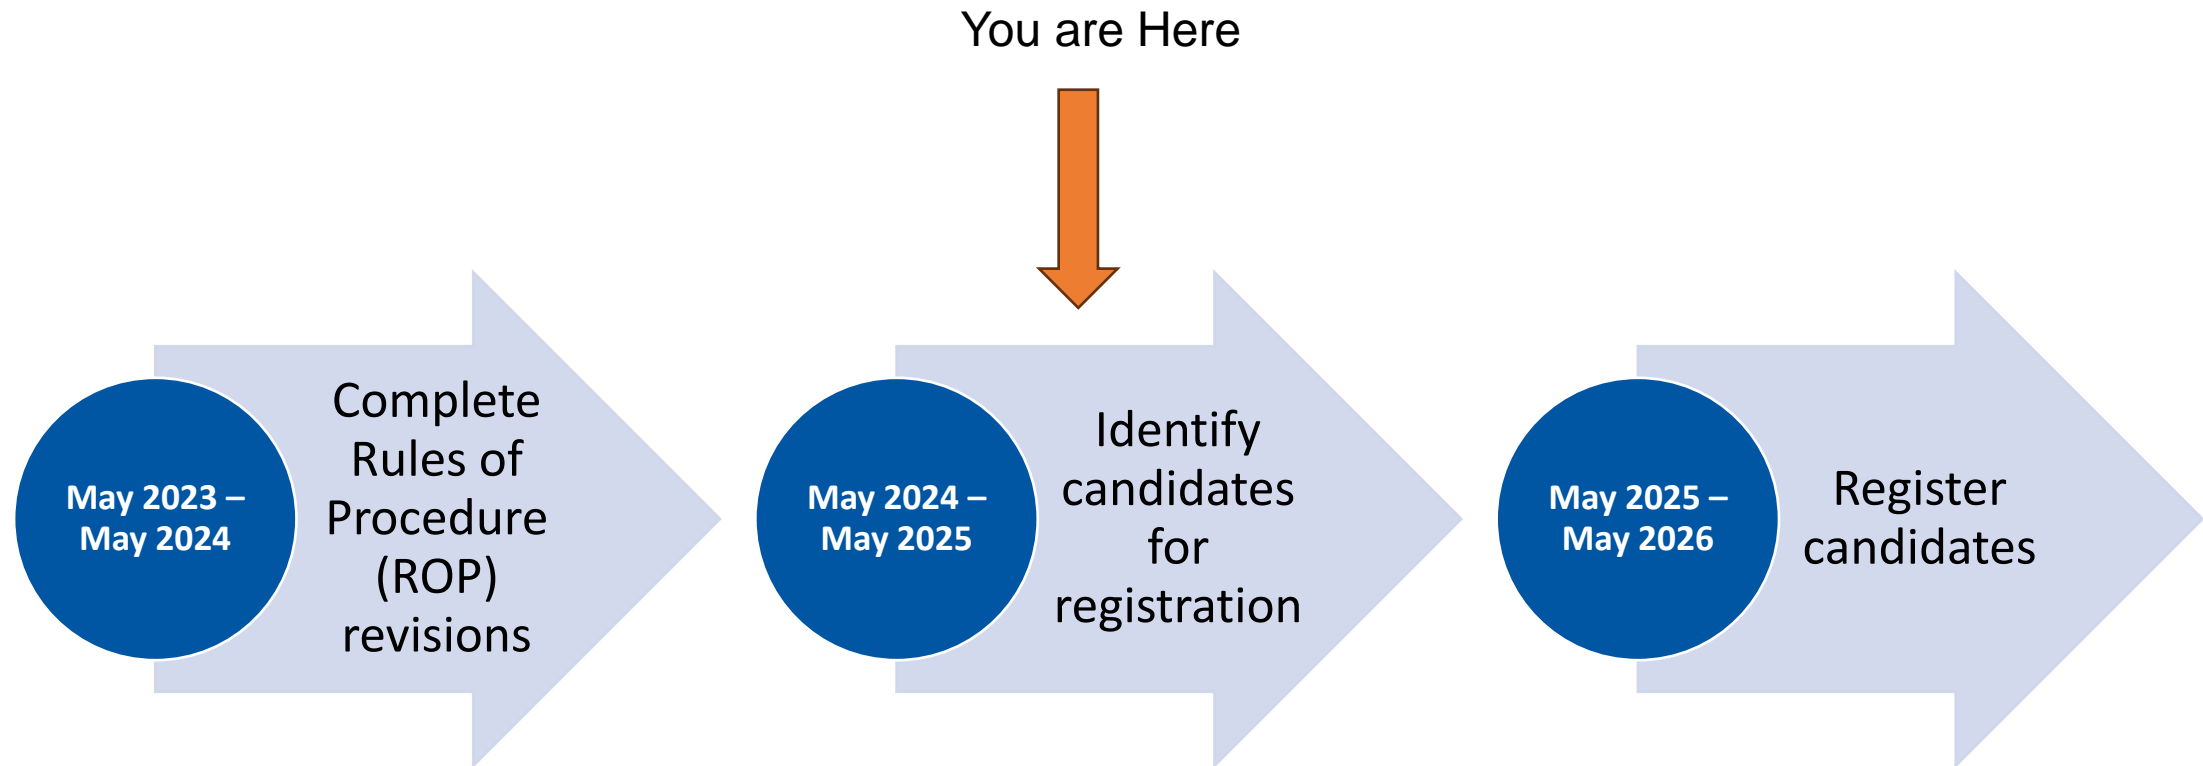 You are Here
May 2023 –
May 2024
Complete
Rules of
Procedure
(ROP)
revisions
May 2024 –
May 2025
Identify
candidates
for
registration
May 2025 –
May 2026
Register
candidates